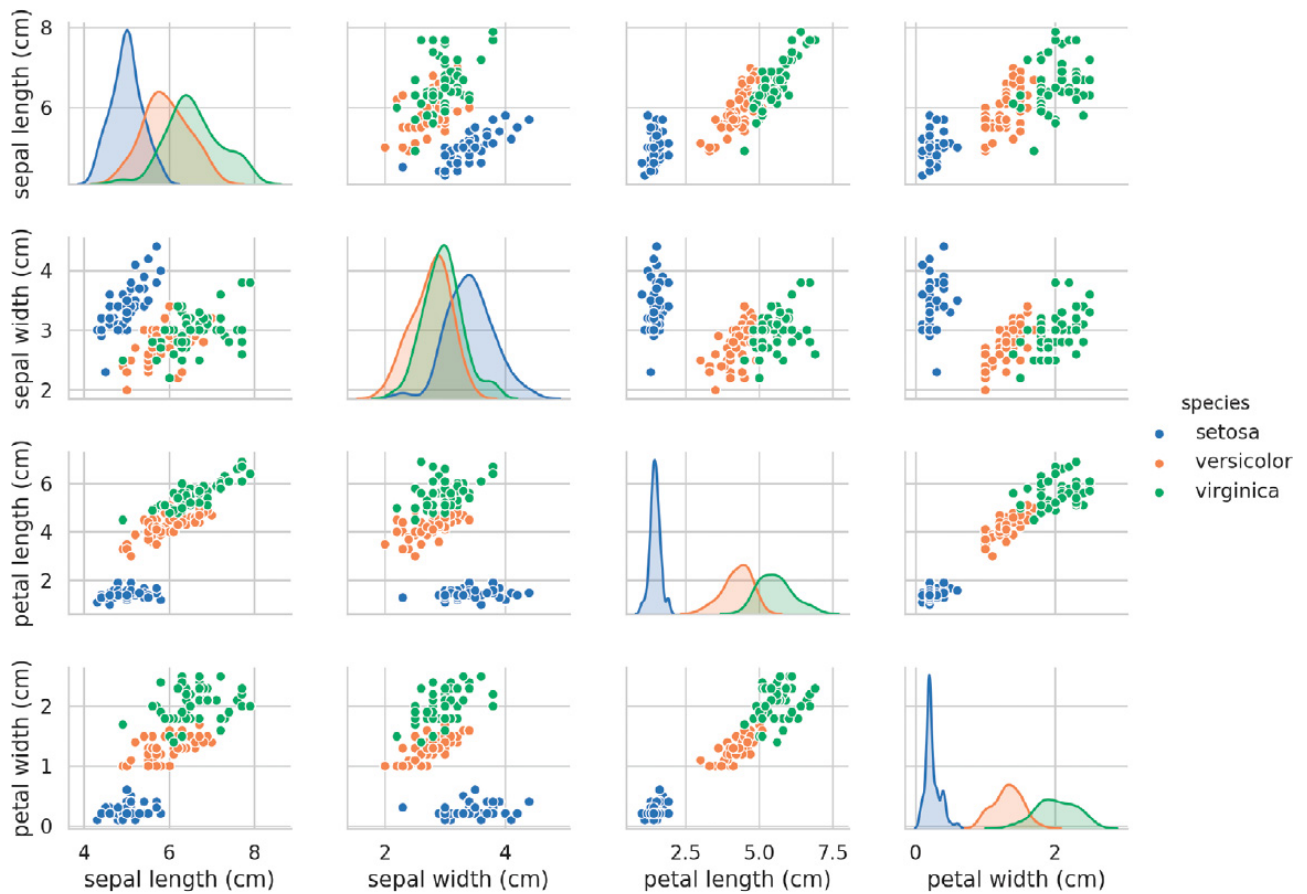 sepal length (cm)
8
6
sepal width (cm)
4
3
2
petal length (cm)
6
4
2
petal width (cm)
2
1
0
4 6 8
sepal length (cm)
2 4
sepal width (cm)
2.5 5.0 7.5
petal length (cm)
0 2
petal width (cm)
species
setosa
versicolor
virginica